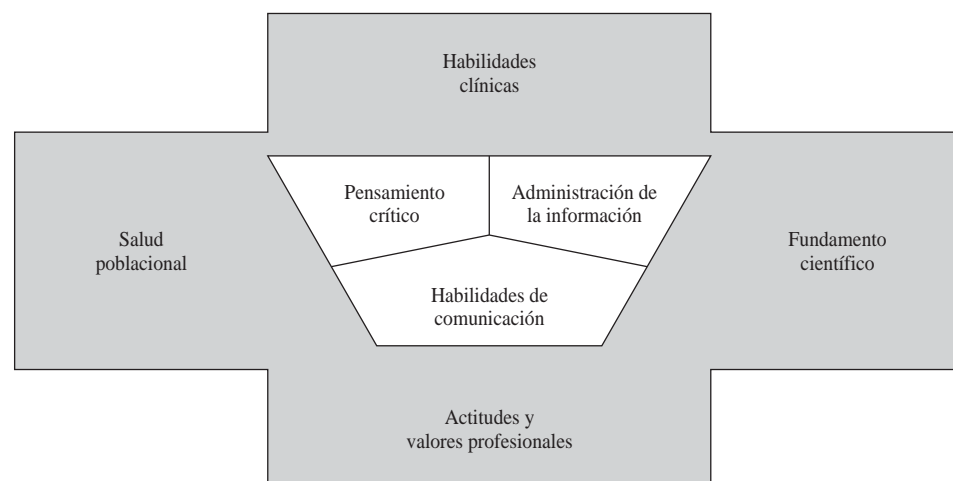 Habilidades
clínicas
Pensamiento
crítico
Administración de
la información
Salud
poblacional
Fundamento
científico
Habilidades de
comunicación
Actitudes y
valores profesionales